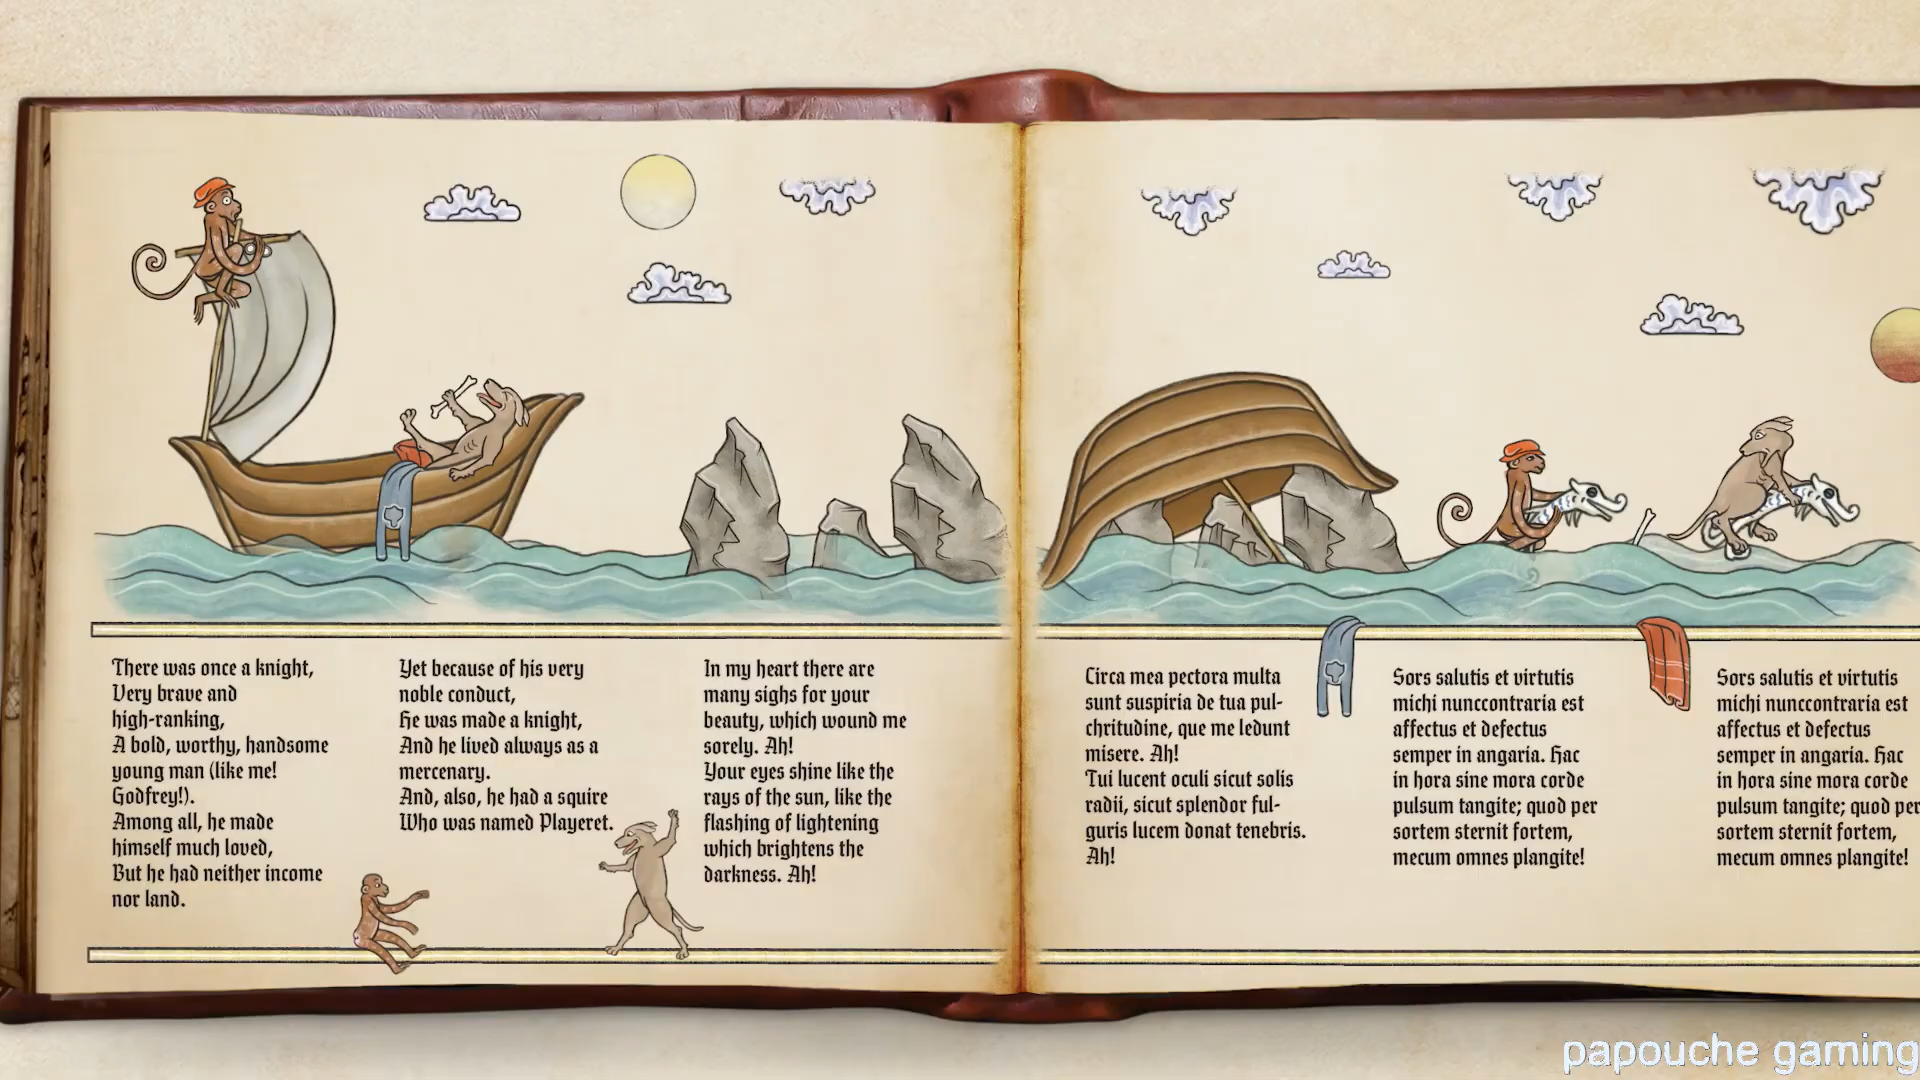 There was once a knight,
Very brave and
high-ranking,
A bold, worthy, handsome
young man (like me!
Godfrey!).
Among all, he made
himself much loved,
But he had neither income
nor land.
Yet because of his very
noble conduct,
He was made a knight,
And he lived always as a
mercenary.
And, also, he had a squire
Who was named Playeret.
In my heart there are
many sighs for your
beauty, which wound me
sorely. Ah!
Your eyes shine like the
rays of the sun, like the
flashing of lightening
which brightens the
darkness. Ah!
Circa mea pectora multa
sunt suspiria de tua pul-
chritudine, que me ledunt
misere. Ah!
Tui lucent oculi sicut solis
radii, sicut splendor ful-
guris lucem donat tenebris.
Ah!
Sors salutis et virtutis
michi nunccontraria est
affectus et defectus
semper in angaria. Hac
in hora sine mora corde
pulsum tangite; quod per
sortem sternit fortem,
mecum omnes plangite!
Sors salutis et virtutis
michi nunccontraria est
affectus et defectus
semper in angaria. Hac
in hora sine mora corde
pulsum tangite; quod per
sortem sternit fortem,
mecum omnes plangite!
papouche gaming